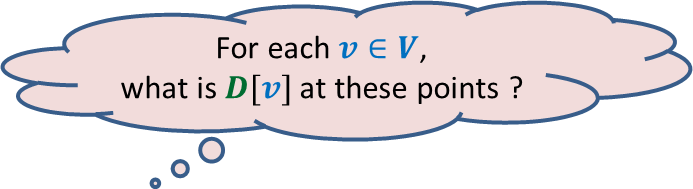 For each v ∈ V,
what is D[v] at these points ?